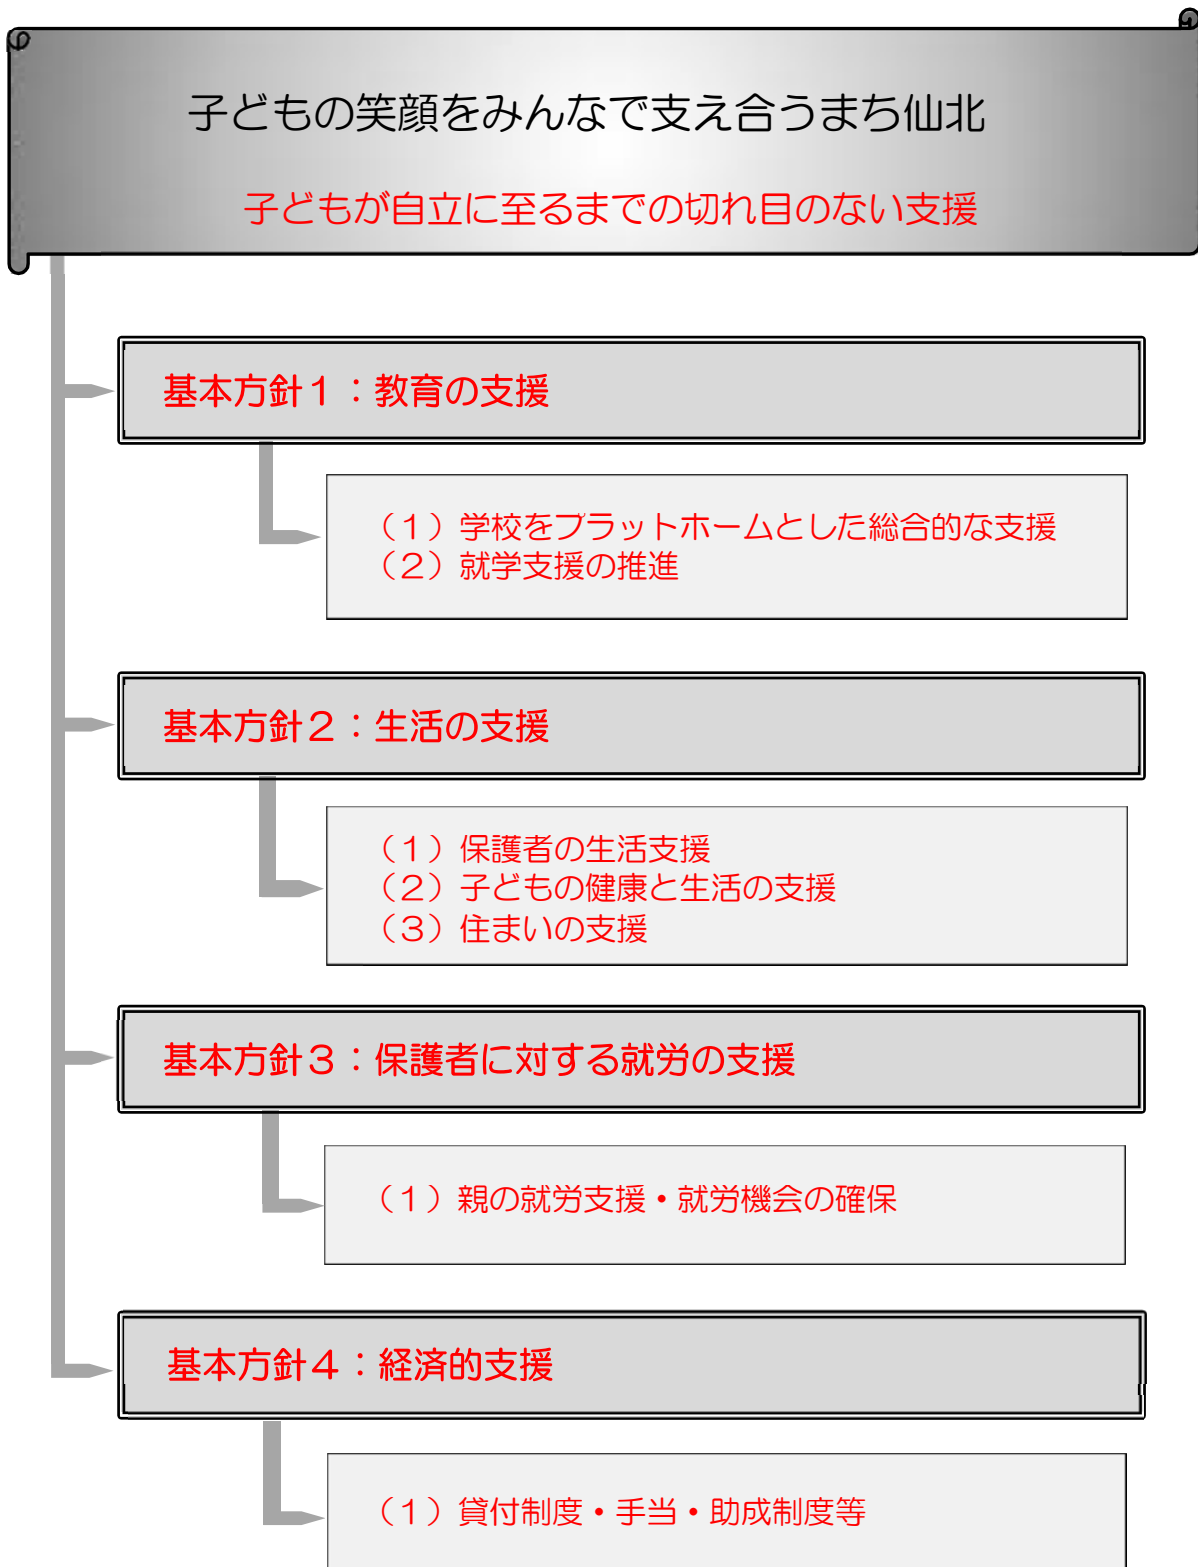 子どもの笑顔をみんなで支え合うまち仙北
子どもが自立に至るまでの切れ目のない支援
基本方針１：教育の支援
（１）学校をプラットホームとした総合的な支援
（２）就学支援の推進
基本方針２：生活の支援
（１）保護者の生活支援
（２）子どもの健康と生活の支援
（３）住まいの支援
基本方針３：保護者に対する就労の支援
（１）親の就労支援・就労機会の確保
基本方針４：経済的支援
（１）貸付制度・手当・助成制度等